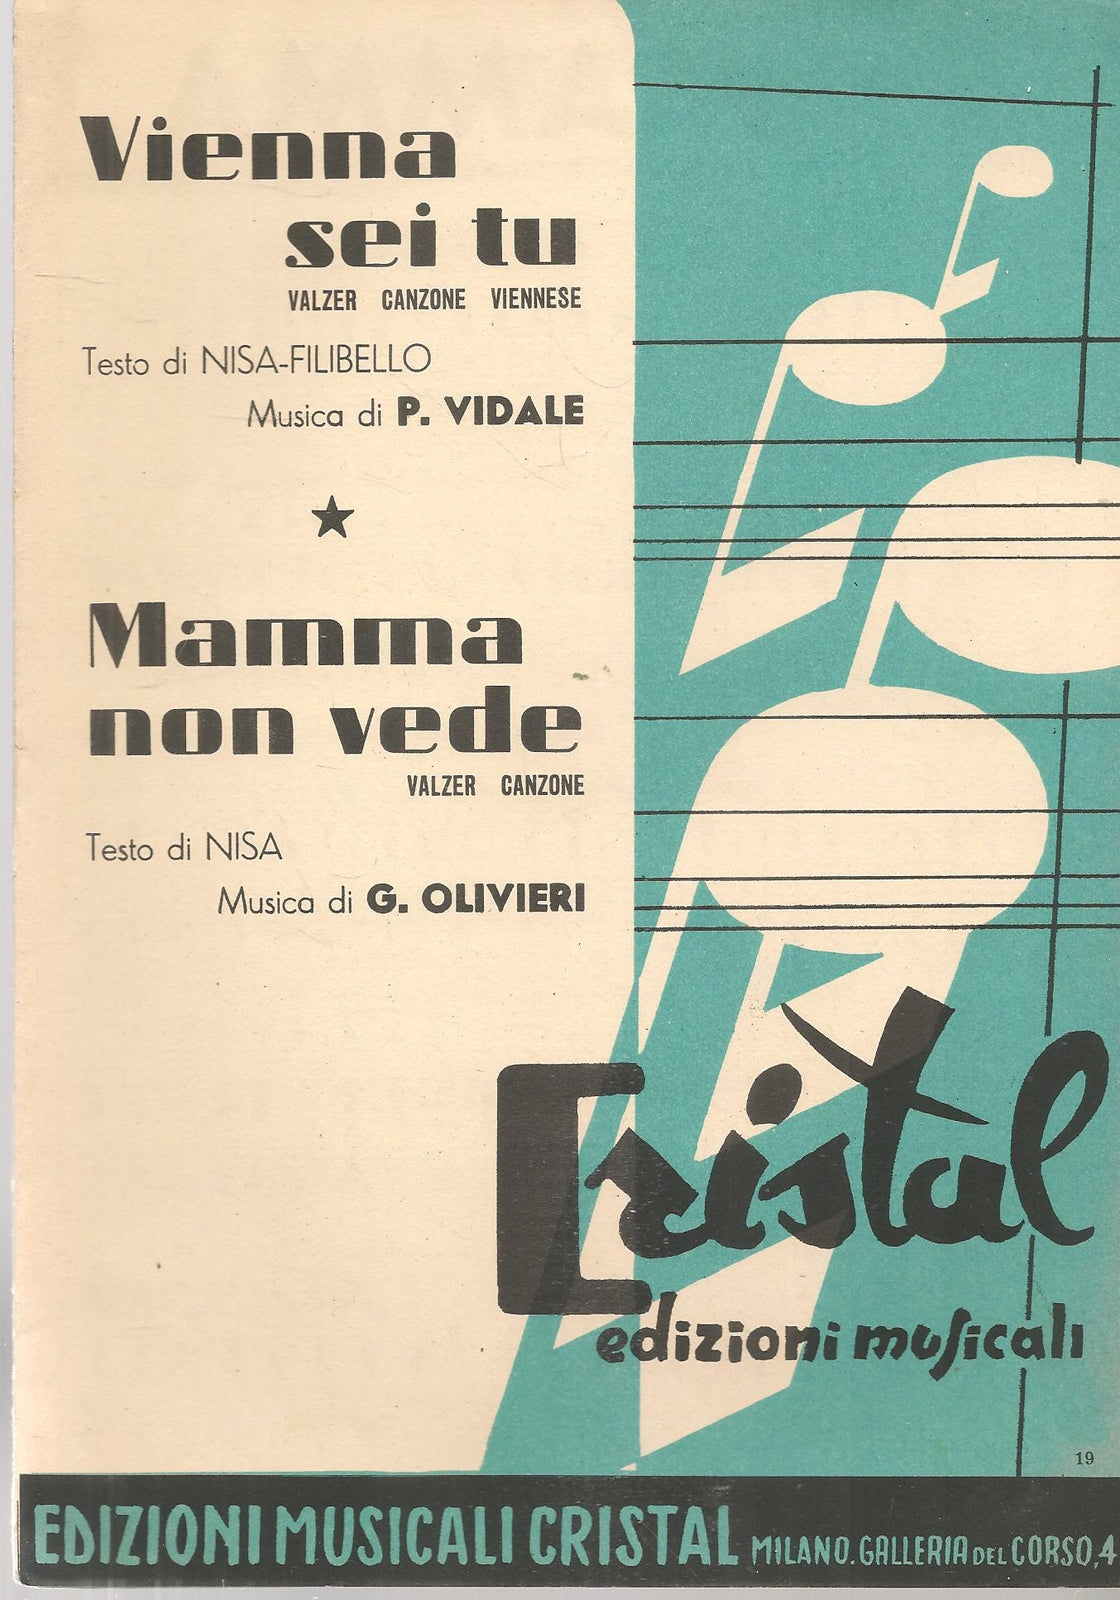 Vienna
sei tu
VALZER CANZONE VIENNESE
Testo di NISA-FILIBELLO
Musica di P. VIDALE
Mamma
non vede
VALZER CANZONE
Testo di NISA
Musica di G. OLIVIERI
Cristal
edizioni musicali
19
EDIZIONI MUSICALI CRISTAL MILANO. GALLERIA DEL CORSO, 4